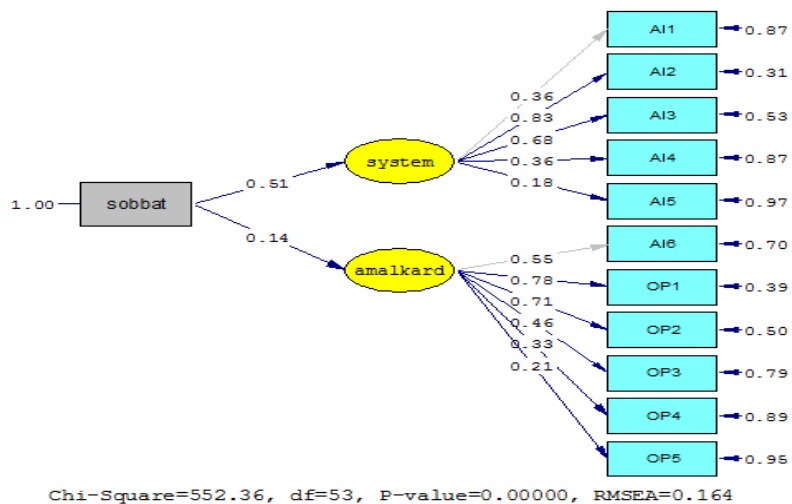 AI1
0.87
AI2
0.31
0.36
0.83
AI3
0.53
0.68
system
AI4
0.87
0.36
0.51
0.18
AI5
0.97
1.00
sobbat
0.14
AI6
0.70
0.55
amalkard
0.78
OP1
0.39
0.71
0.46
OP2
0.50
0.33
0.21
OP3
0.79
OP4
0.89
OP5
0.95
Chi-Square=552.36, df=53, P-value=0.00000, RMSEA=0.164